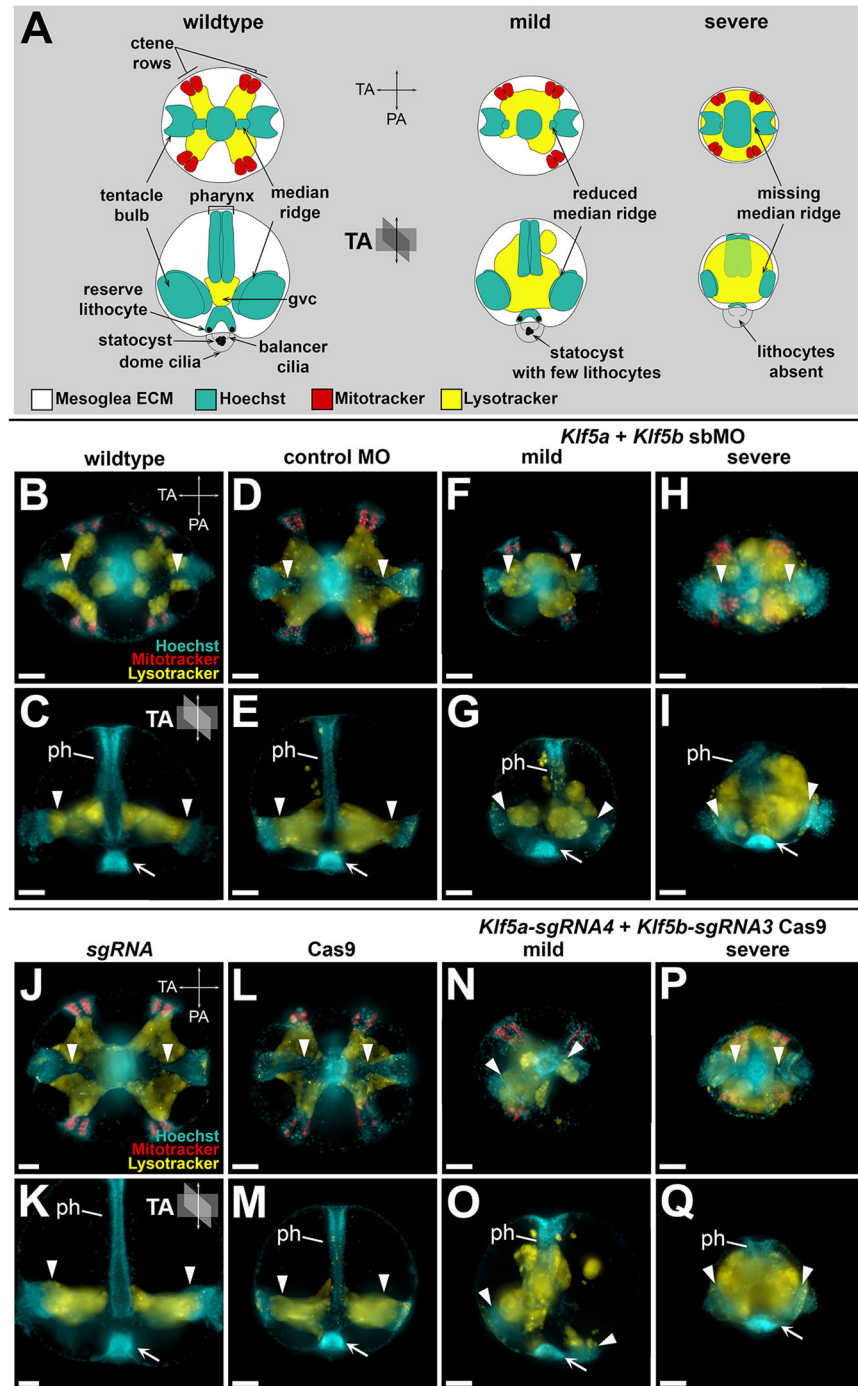 A
wildtype
mild
severe
ctene
rows
TA
PA
tentacle
bulb
pharynx
median
ridge
reduced
median ridge
missing
median ridge
TA
reserve
lithocyte
gvc
statocyst
dome cilia
balancer
cilia
statocyst
with few lithocytes
lithocytes
absent
Mesoglea ECM
Hoechst
Mitotracker
Lysotracker
Klf5a + Klf5b sbMO
wildtype
control MO
mild
severe
B
TA
PA
Hoechst
Mitotracker
Lysotracker
D
F
H
C
TA
ph
E
ph
G
ph
I
ph
Klf5a-sgRNA4 + Klf5b-sgRNA3 Cas9
sgRNA
Cas9
mild
severe
J
TA
PA
Hoechst
Mitotracker
Lysotracker
L
N
P
K
TA
ph
M
ph
O
ph
Q
ph